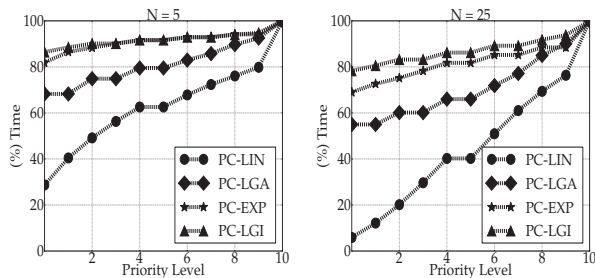 N = 5
100
80
60
40
20
0
2
4
6
8
10
(%) Time
Priority Level
PC-LIN
PC-LGA
PC-EXP
PC-LGI
N = 25
100
80
60
40
20
0
2
4
6
8
10
(%) Time
Priority Level
PC-LIN
PC-LGA
PC-EXP
PC-LGI